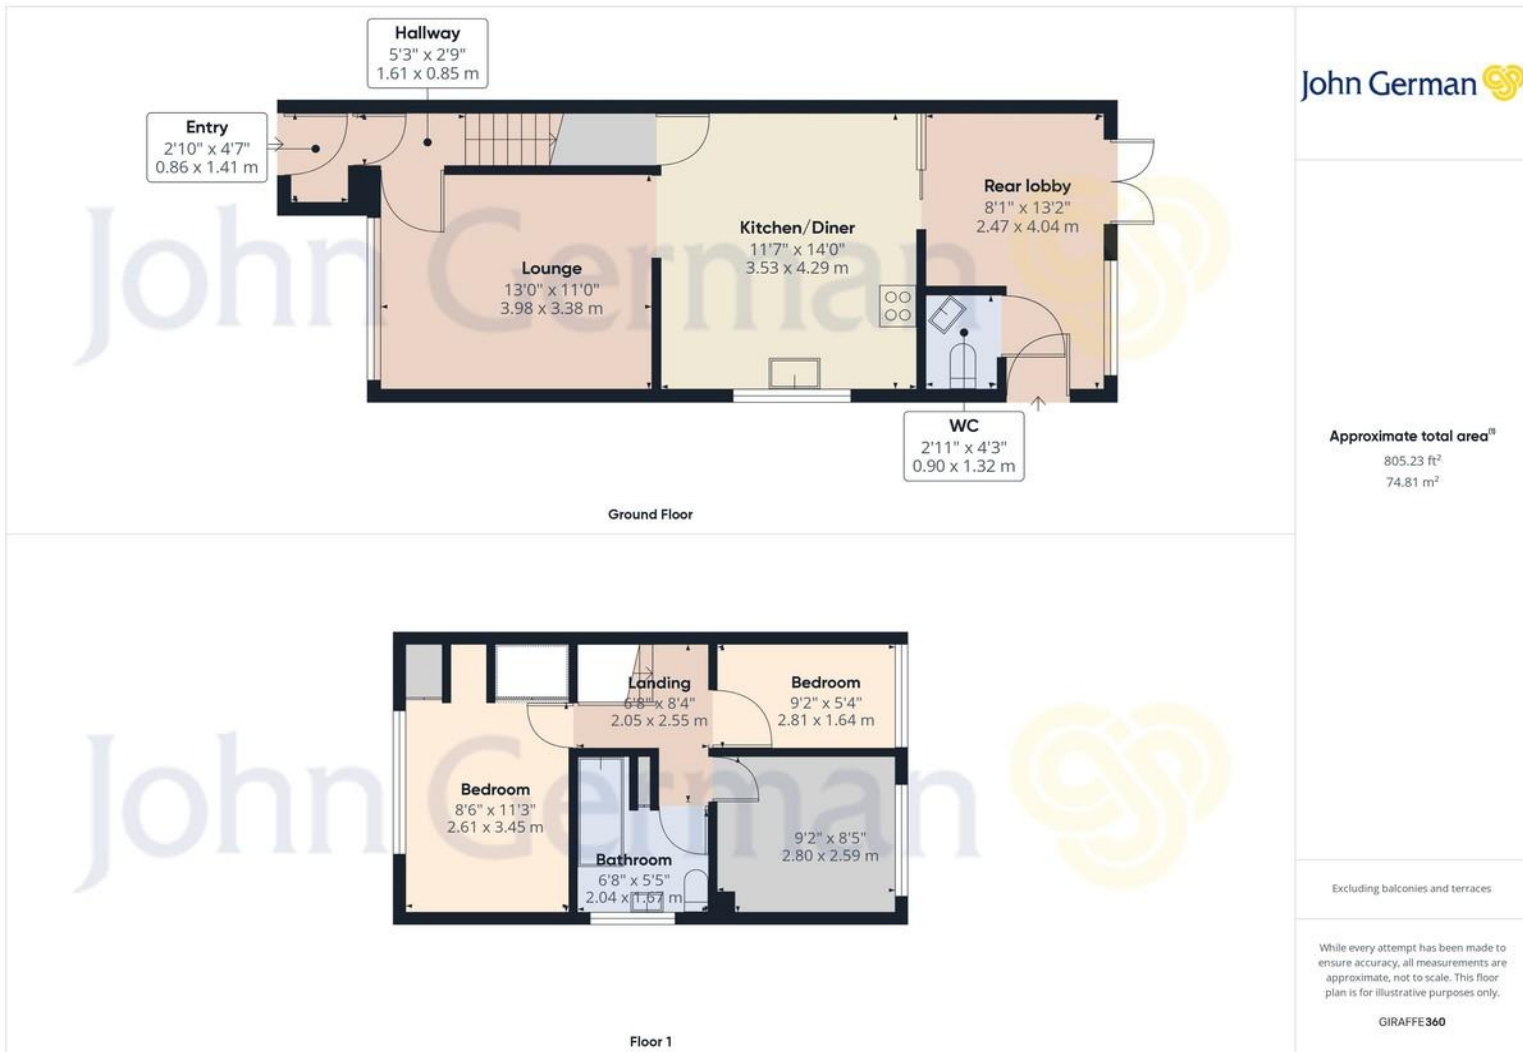 Hallway
5'3" x 2'9"
1.61 x 0.85 m
Entry
2'10" x 4'7"
0.86 x 1.41 m
Lounge
13'0" x 11'0"
3.98 x 3.38 m
Kitchen/Diner
11'7" x 14'0"
3.53 x 4.29 m
Rear lobby
8'1" x 13'2"
2.47 x 4.04 m
WC
2'11" x 4'3"
0.90 x 1.32 m
John German
Ground Floor
Landing
6'8" x 8'4"
2.05 x 2.55 m
Bedroom
9'2" x 5'4"
2.81 x 1.64 m
Bedroom
8'6" x 11'3"
2.61 x 3.45 m
Bathroom
6'8" x 5'5"
2.04 x 1.67 m
9'2" x 8'5"
2.80 x 2.59 m
John German
Floor 1
John German
Approximate total area⁽¹⁾
805.23 ft²
74.81 m²
Excluding balconies and terraces
While every attempt has been made to
ensure accuracy, all measurements are
approximate, not to scale. This floor
plan is for illustrative purposes only.
GIRAFFE360